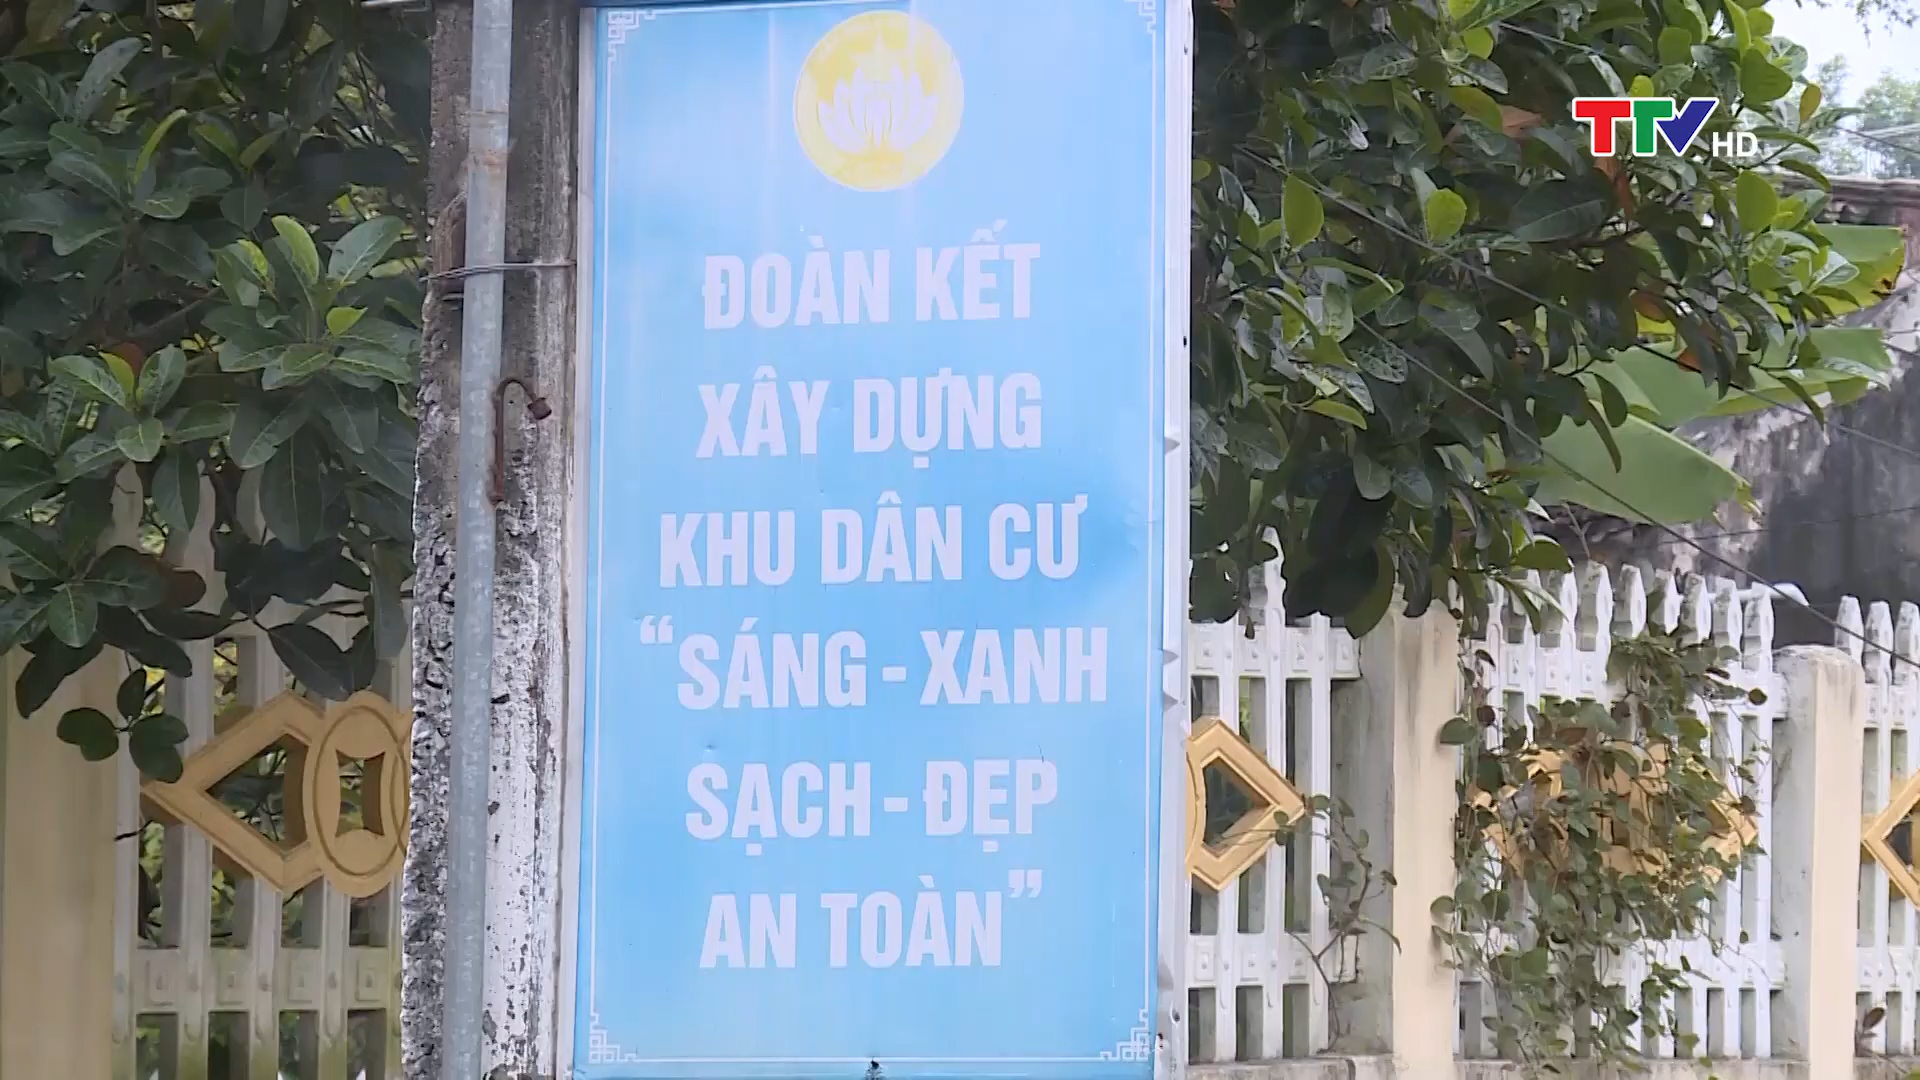 TTV HD
ĐOÀN KẾT
XÂY DỰNG
KHU DÂN CƯ
“SÁNG - XANH
SẠCH - ĐẸP
AN TOÀN”